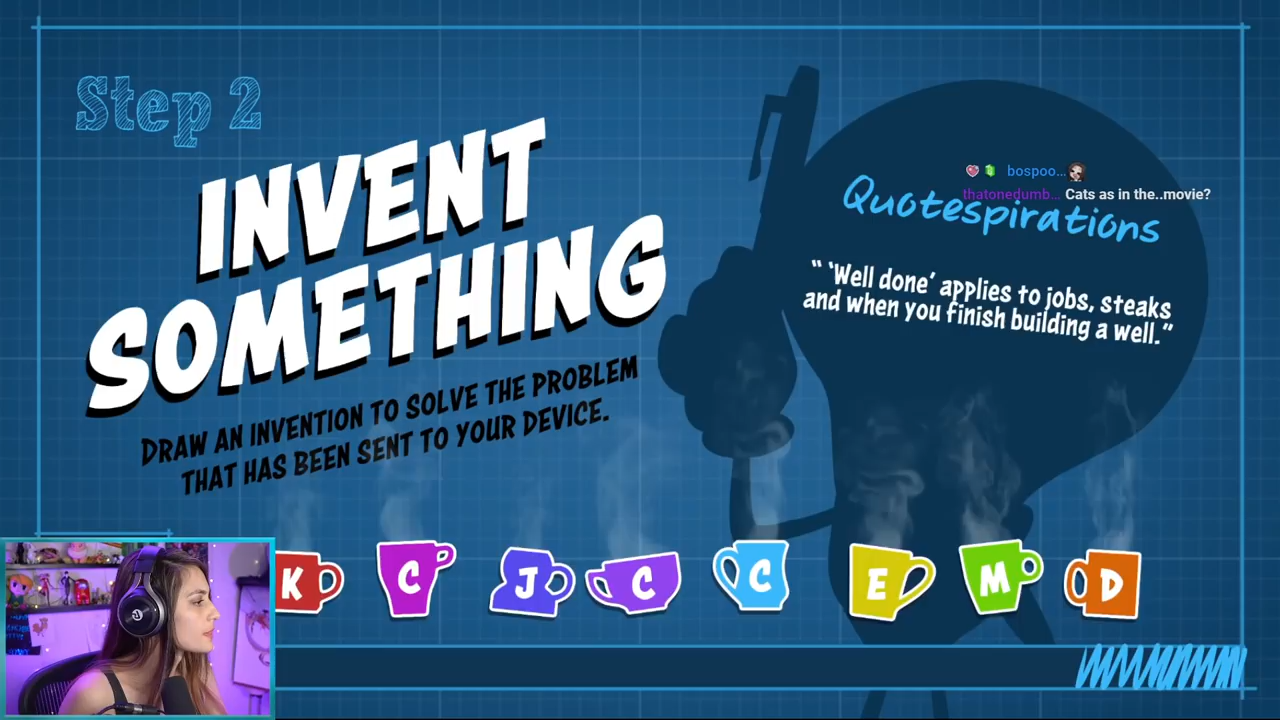 Step 2
INVENT
SOMETHING
DRAW AN INVENTION TO SOLVE THE PROBLEM
THAT HAS BEEN SENT TO YOUR DEVICE.
bospoo...
thatonedumb... Cats as in the..movie?
Quotespirations
“ ‘Well done’ applies to jobs, steaks
and when you finish building a well.”
K C J C C E M D